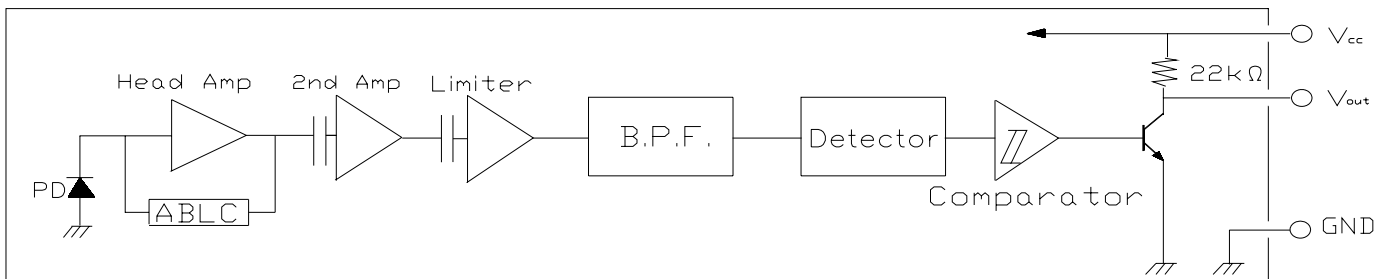 Head Amp
2nd Amp
Limiter
B.P.F.
Detector
Comparator
PD
ABLC
22kΩ
Vcc
Vout
GND